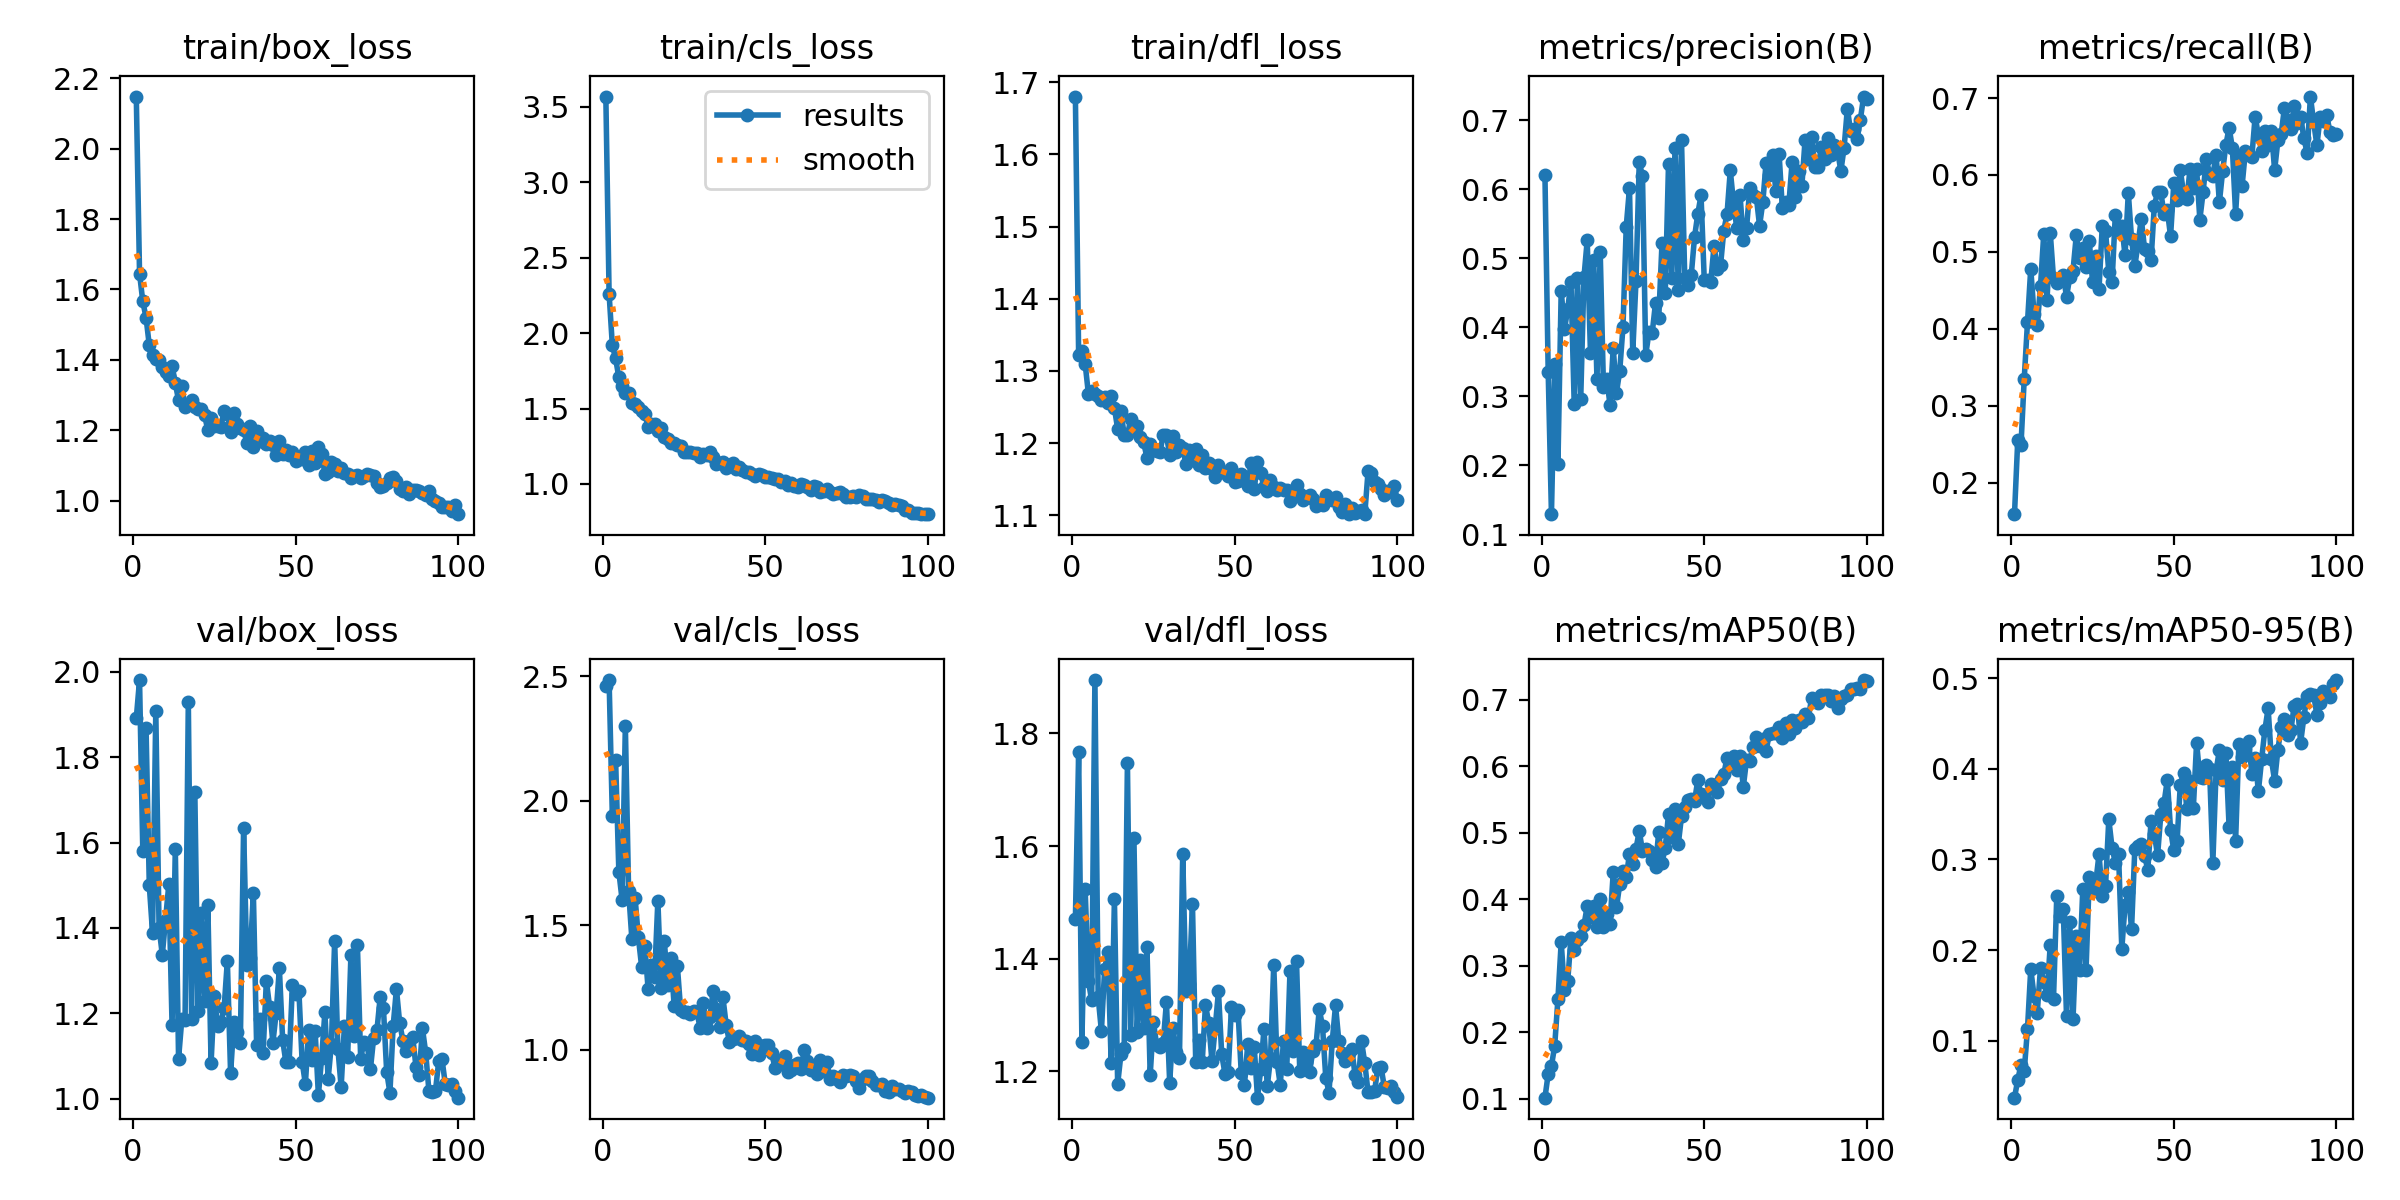 train/box_loss
2.2
2.0
1.8
1.6
1.4
1.2
1.0
0 50 100
train/cls_loss
results
smooth
3.5
3.0
2.5
2.0
1.5
1.0
0 50 100
train/dfl_loss
1.7
1.6
1.5
1.4
1.3
1.2
1.1
0 50 100
metrics/precision(B)
0.7
0.6
0.5
0.4
0.3
0.2
0.1
0 50 100
metrics/recall(B)
0.7
0.6
0.5
0.4
0.3
0.2
0 50 100
val/box_loss
2.0
1.8
1.6
1.4
1.2
1.0
0 50 100
val/cls_loss
2.5
2.0
1.5
1.0
0 50 100
val/dfl_loss
1.8
1.6
1.4
1.2
0 50 100
metrics/mAP50(B)
0.7
0.6
0.5
0.4
0.3
0.2
0.1
0 50 100
metrics/mAP50-95(B)
0.5
0.4
0.3
0.2
0.1
0 50 100